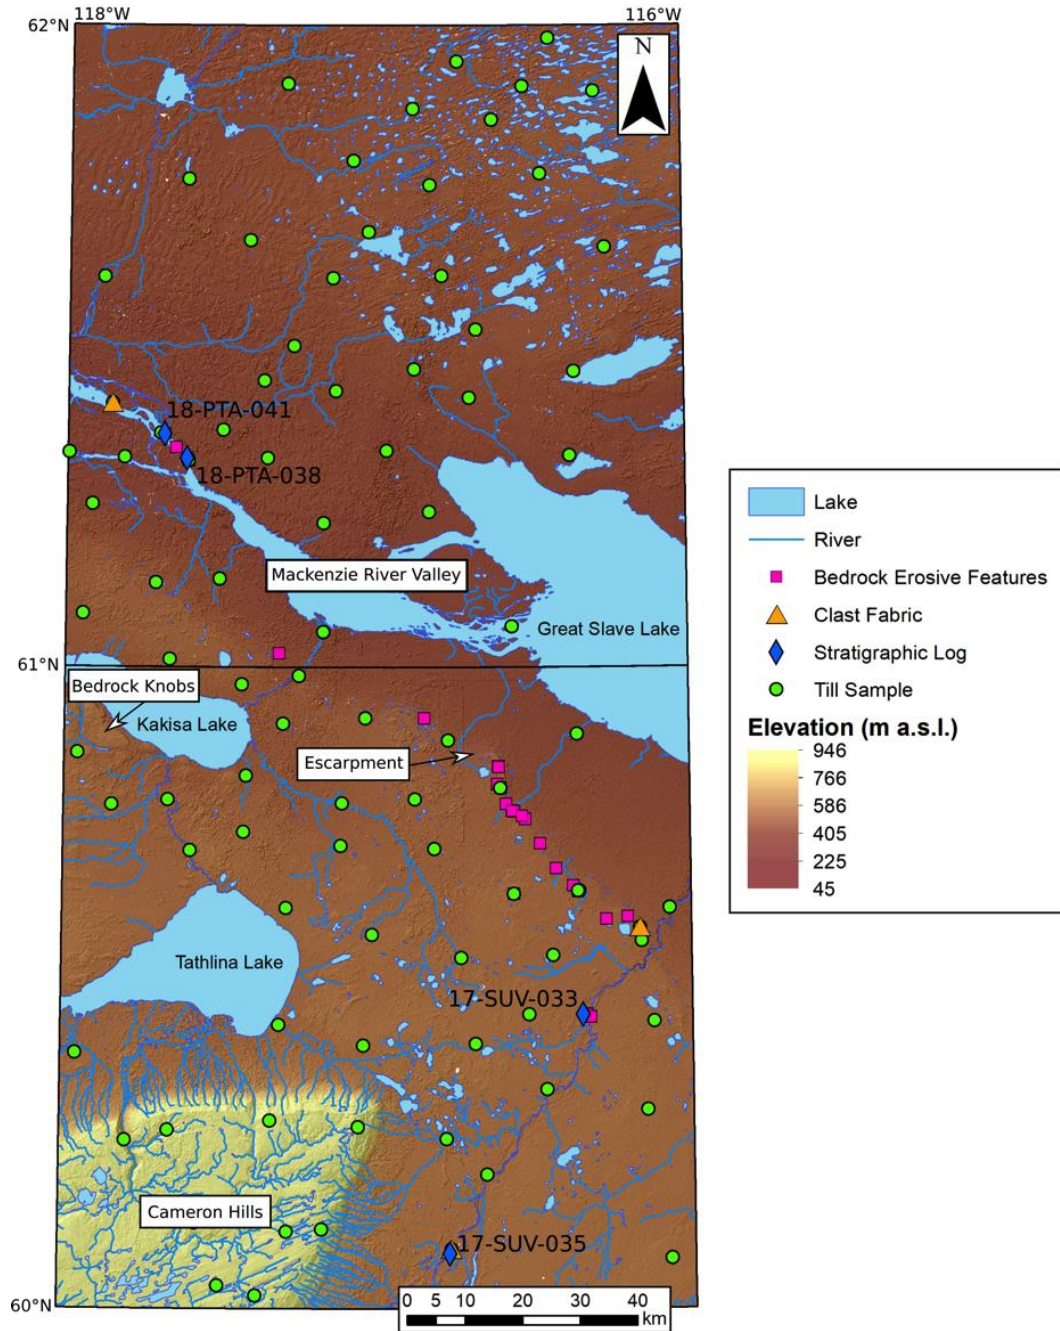 118°W
116°W
62°N
N
18-PTA-041
18-PTA-038
Mackenzie River Valley
Great Slave Lake
61°N
Bedrock Knobs
Kakisa Lake
Escarpment
Tathlina Lake
17-SUV-033
Cameron Hills
17-SUV-035
60°N
0 5 10 20 30 40
km
Lake
River
Bedrock Erosive Features
Clast Fabric
Stratigraphic Log
Till Sample
Elevation (m a.s.l.)
946
766
586
405
225
45